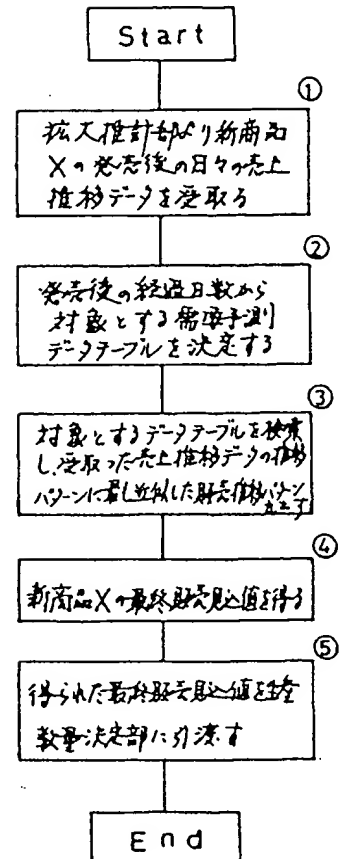 Start
①
拡大推計部より新商品
Xの発売後の日々の売上
推移データを受取る
②
発売後の経過日数から
対象とする需要予測
データテーブルを決定する
③
対象とするデータテーブルを検索
し、受取った売上推移データの推移
パターンに最も近似した販売推移パターン
④
新商品Xの最終販売見込値を得る
⑤
得られた最終販売見込値を生産
数量決定部に引渡す
End